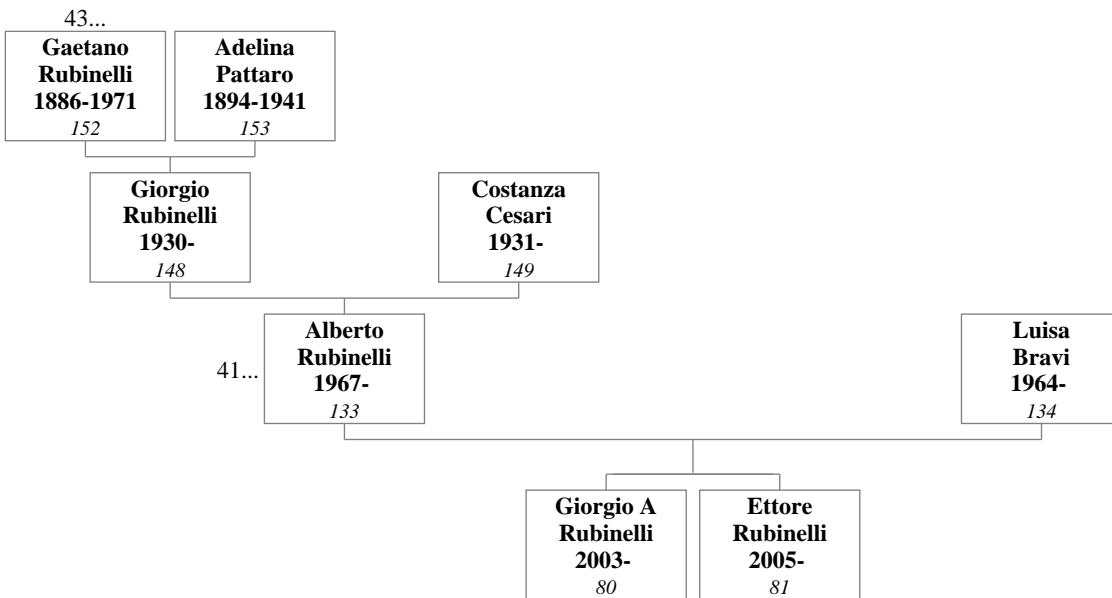 43...
Gaetano
Rubinelli
1886-1971
152
Adelina
Pattaro
1894-1941
153
Giorgio
Rubinelli
1930-
148
Costanza
Cesari
1931-
149
41...
Alberto
Rubinelli
1967-
133
Luisa
Bravi
1964-
134
Giorgio A
Rubinelli
2003-
80
Ettore
Rubinelli
2005-
81